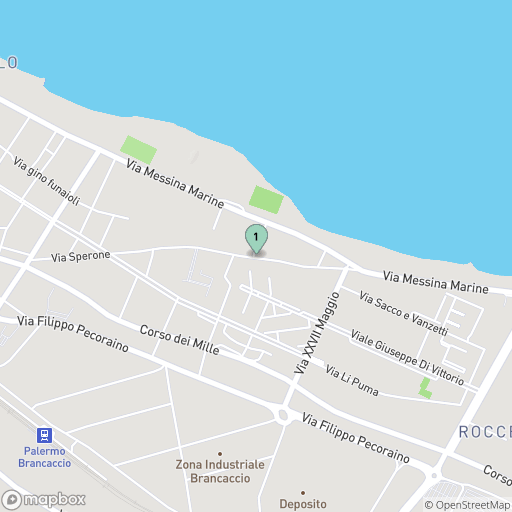 LO
Via gino funaioli
Via Messina Marine
1
Via Sperone
Via Messina Marine
Via Sacco e Vanzetti
Via Filippo Pecoraino
Corso dei Mille
Via XXVII Maggio
Viale Giuseppe Di Vittorio
Via Li Puma
Via Filippo Pecoraino
ROCCE
Palermo
Brancaccio
Zona Industriale
Brancaccio
Corso
Deposito
mapbox
© OpenStreetMap